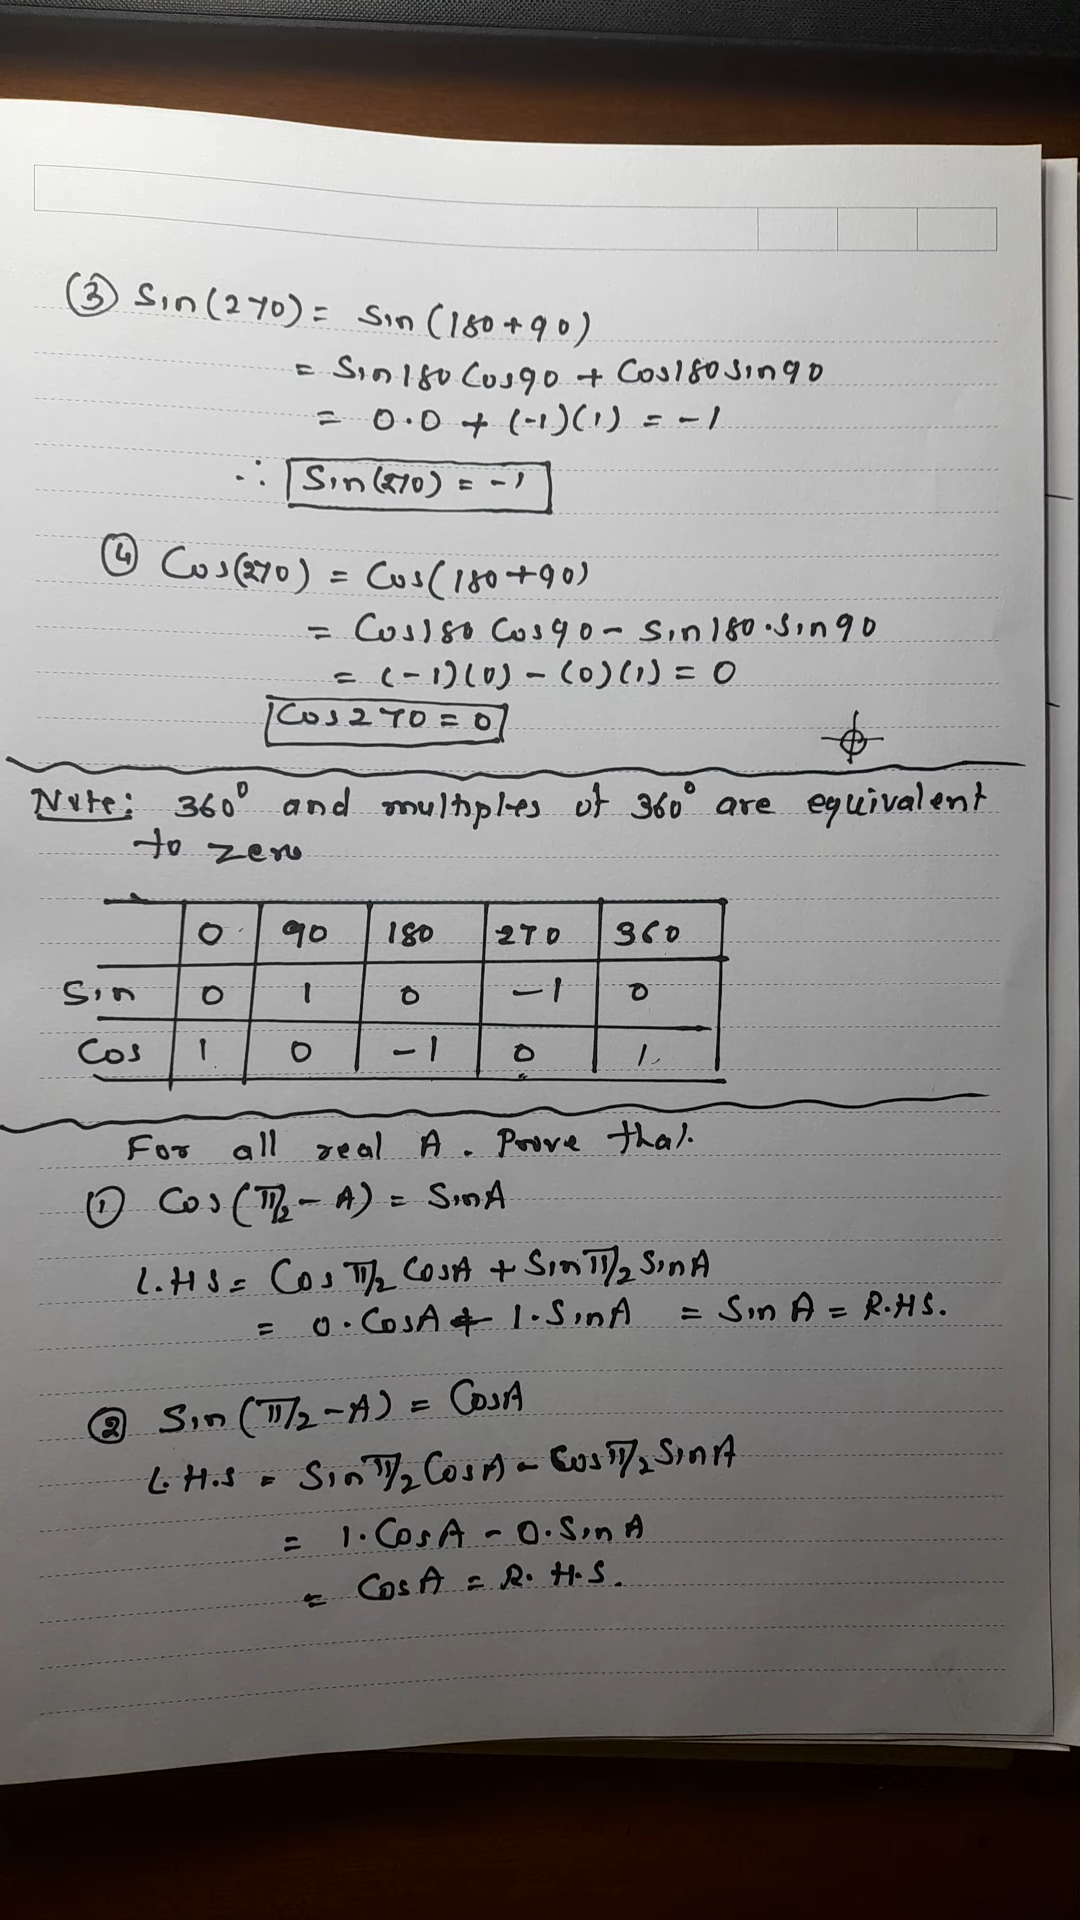 ③ Sin(270) = Sin(180+90)
= Sin180 Cos90 + Cos180 Sin90
= 0.0 + (-1)(1) = -1
∴ Sin(270) = -1
④ Cos(270) = Cos(180+90)
= Cos180 Cos90 - Sin180.Sin90
= (-1)(0) - (0)(1) = 0
Cos270 = 0
Note: 360° and multiples of 360° are equivalent
to zero
0 90 180 270 360
Sin 0 1 0 -1 0
Cos 1 0 -1 0 1
For all real A. Prove that.
① Cos(π/2 - A) = SinA
L.HS = Cos π/2 CosA + Sin π/2 SinA
= 0.CosA + 1.SinA = Sin A = R.HS.
② Sin(π/2 - A) = CosA
L.H.S = Sin π/2 CosA - Cos π/2 SinA
= 1.CosA - 0.Sin A
= CosA = R.H.S.